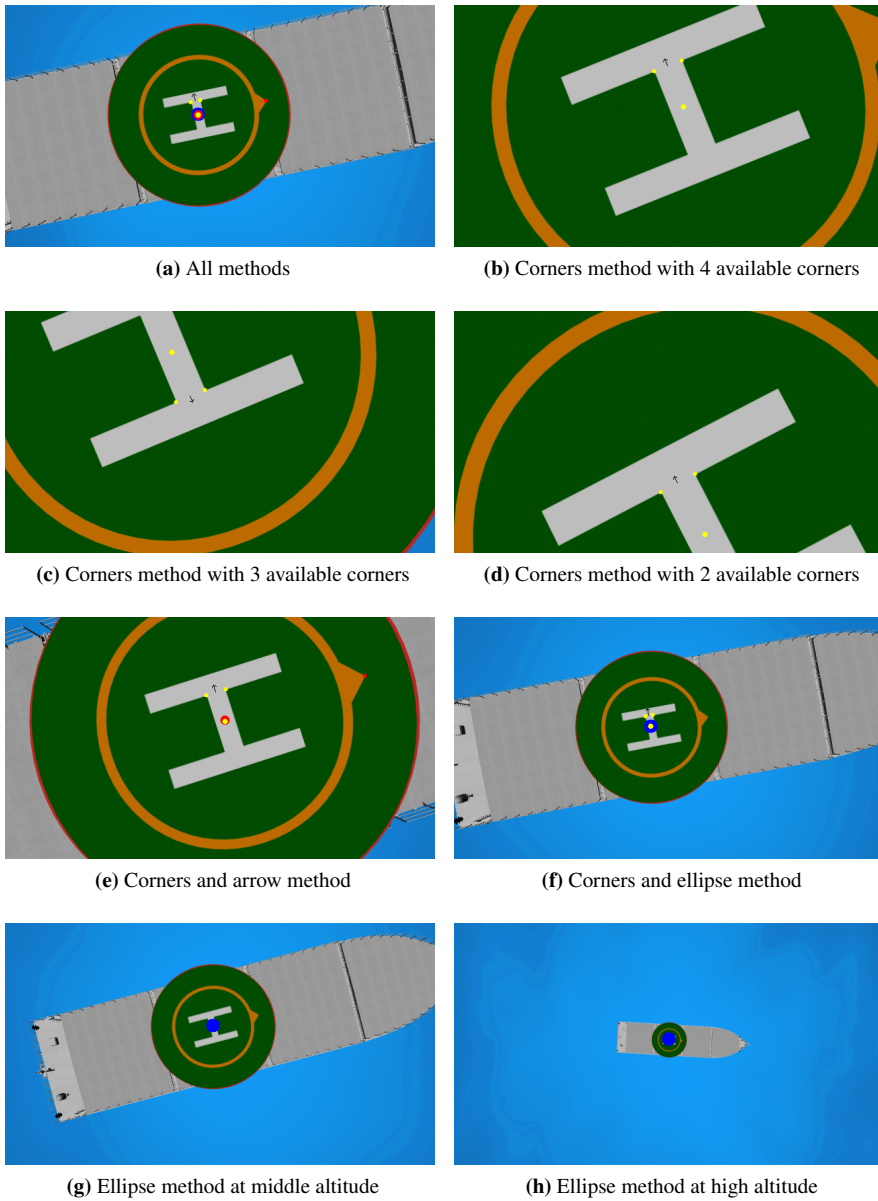 (a) All methods
(b) Corners method with 4 available corners
(c) Corners method with 3 available corners
(d) Corners method with 2 available corners
(e) Corners and arrow method
(f) Corners and ellipse method
(g) Ellipse method at middle altitude
(h) Ellipse method at high altitude